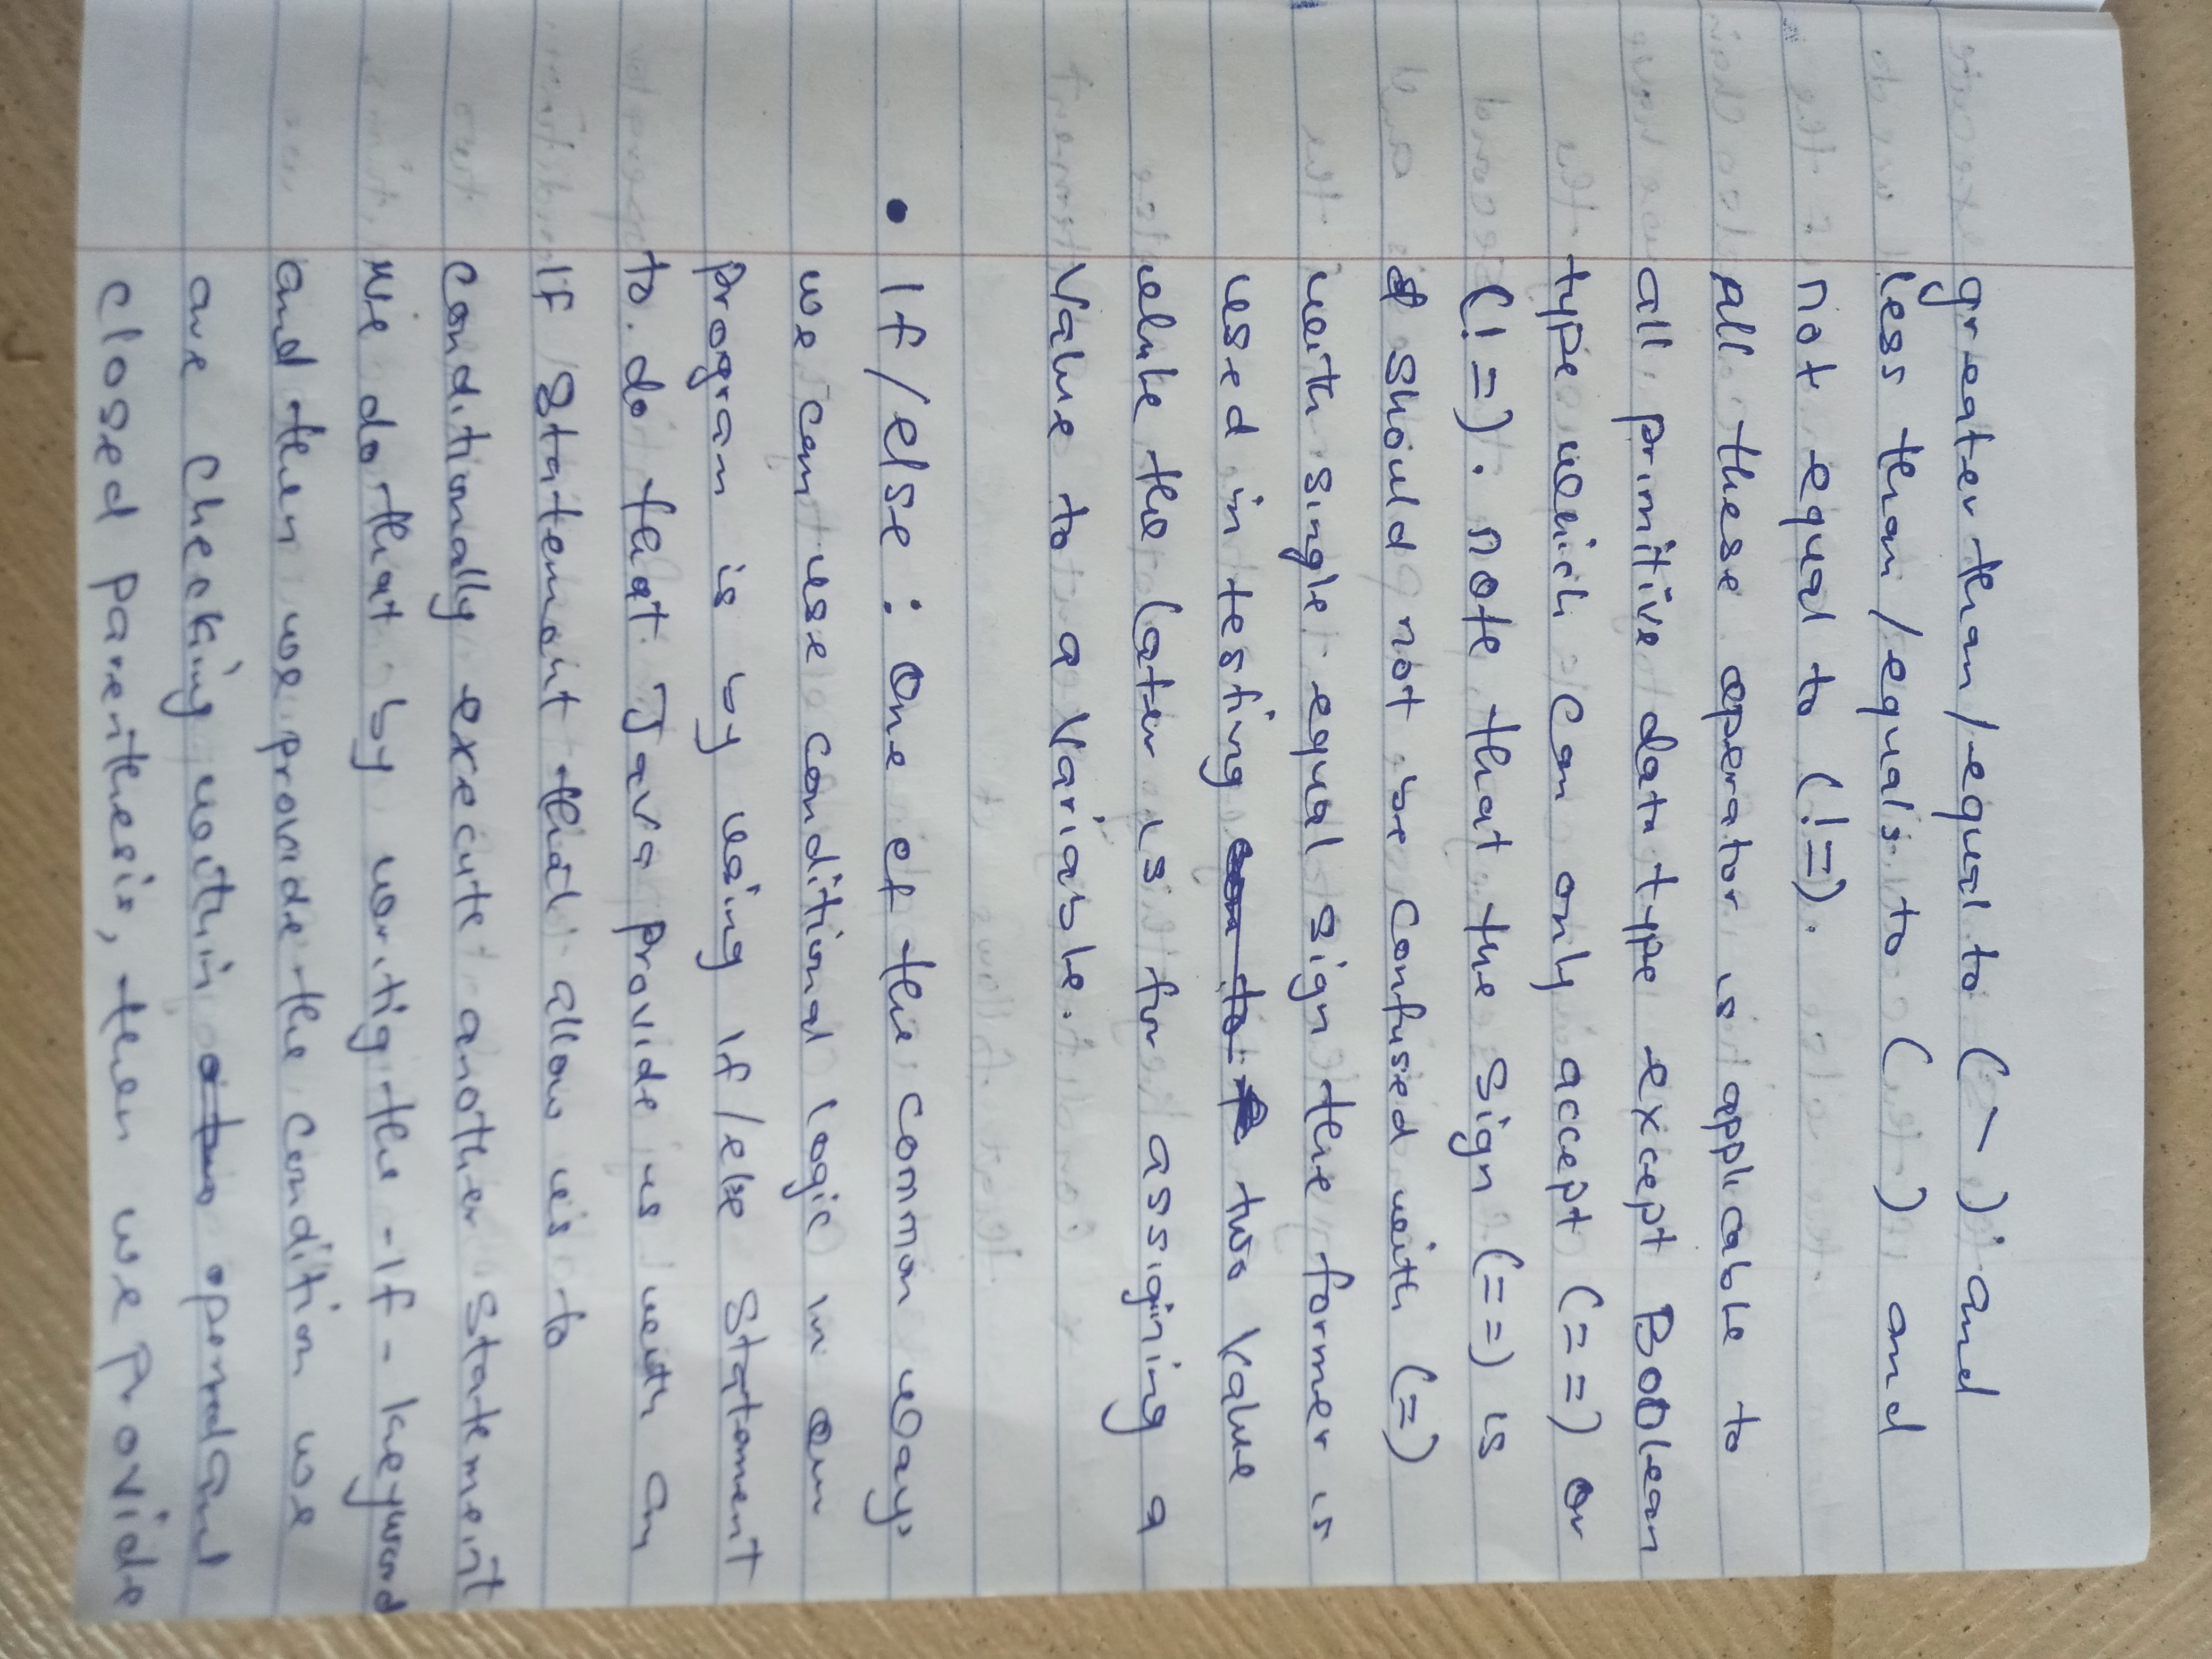 greater than/equal to (>) and
less than/equals to ( ) and
not equal to (!=).
All these operator is applicable to
all primitive data type except Boolean
type which can only accept (==) or
(!=). note that the sign (==) is
should not be confused with (=)
with single equal sign the former is
used in testing two value
while the later is for assigining a
Value to a Variable.
• If/else: One of the common ways
we can use conditional logic in our
program is by using if/else statement
to do that. Java provide us with an
If Statement that allow us to
conditionally execute another statement
we do that by writig the -if- keyword
and then we provide the condition we
are checking within operand and
closed parenthesis, then we provide